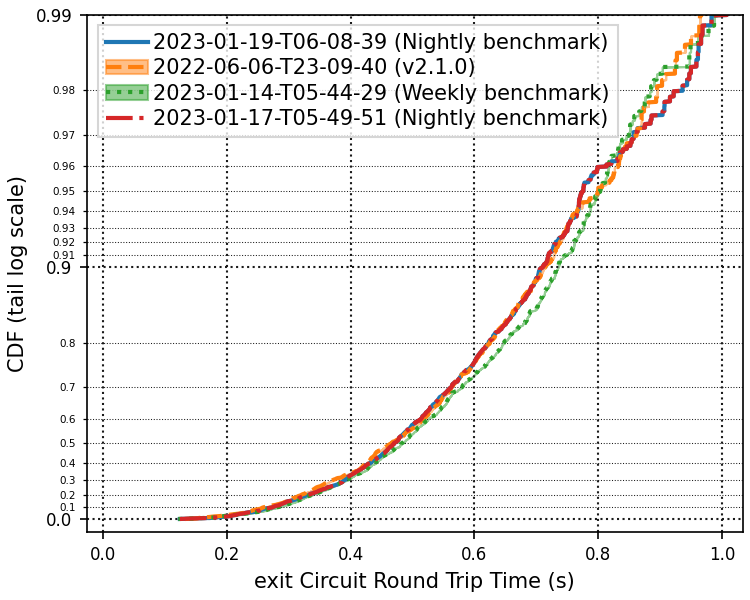 0.99
2023-01-19-T06-08-39 (Nightly benchmark)
2022-06-06-T23-09-40 (v2.1.0)
2023-01-14-T05-44-29 (Weekly benchmark)
2023-01-17-T05-49-51 (Nightly benchmark)
0.98
0.97
0.96
0.95
0.94
0.93
0.92
0.91
0.9
0.8
0.7
0.6
0.5
0.4
0.3
0.2
0.1
0.0
CDF (tail log scale)
0.0 0.2 0.4 0.6 0.8 1.0
exit Circuit Round Trip Time (s)